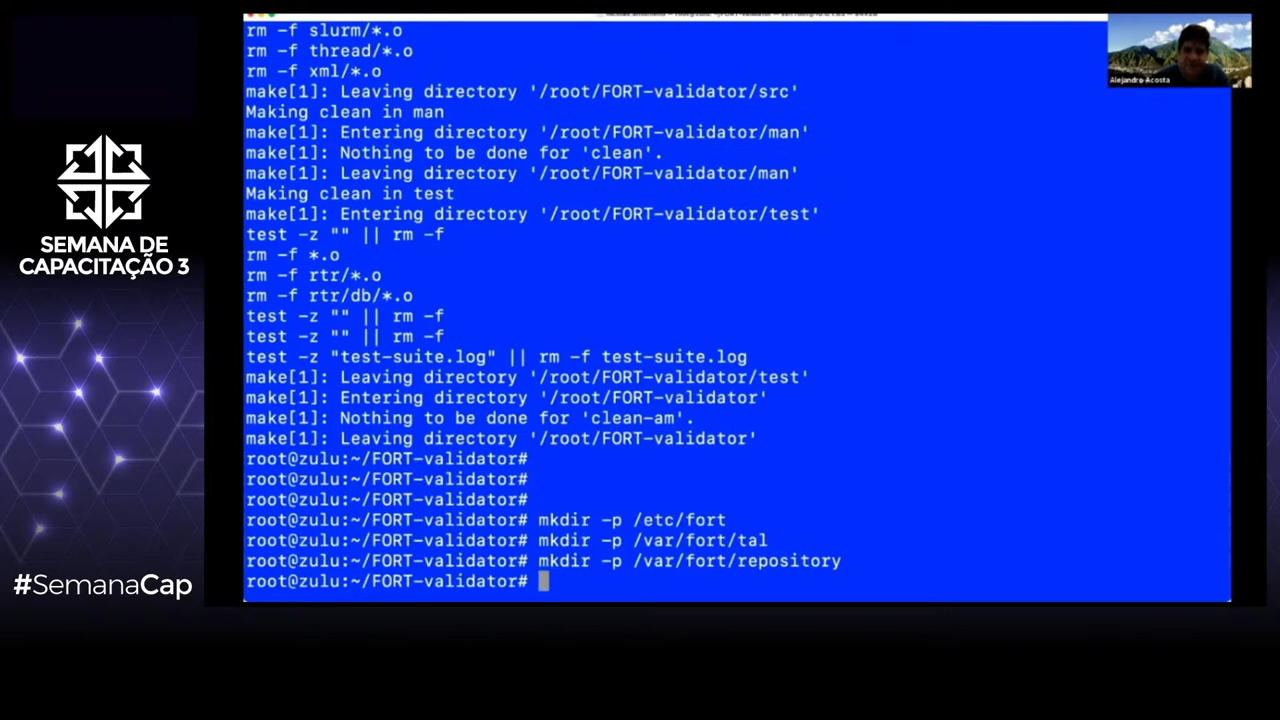 rm -f slurm/*.o
rm -f thread/*.o
rm -f xml/*.o
make[1]: Leaving directory '/root/FORT-validator/src'
Making clean in man
make[1]: Entering directory '/root/FORT-validator/man'
make[1]: Nothing to be done for 'clean'.
make[1]: Leaving directory '/root/FORT-validator/man'
Making clean in test
make[1]: Entering directory '/root/FORT-validator/test'
test -z "" || rm -f
rm -f *.o
rm -f rtr/*.o
rm -f rtr/db/*.o
test -z "" || rm -f
test -z "" || rm -f
test -z "test-suite.log" || rm -f test-suite.log
make[1]: Leaving directory '/root/FORT-validator/test'
make[1]: Entering directory '/root/FORT-validator'
make[1]: Nothing to be done for 'clean-am'.
make[1]: Leaving directory '/root/FORT-validator'
root@zulu:~/FORT-validator#
root@zulu:~/FORT-validator#
root@zulu:~/FORT-validator#
root@zulu:~/FORT-validator# mkdir -p /etc/fort
root@zulu:~/FORT-validator# mkdir -p /var/fort/tal
root@zulu:~/FORT-validator# mkdir -p /var/fort/repository
root@zulu:~/FORT-validator#
Alejandro Acosta
SEMANA DE
CAPACITAÇÃO 3
#SemanaCap